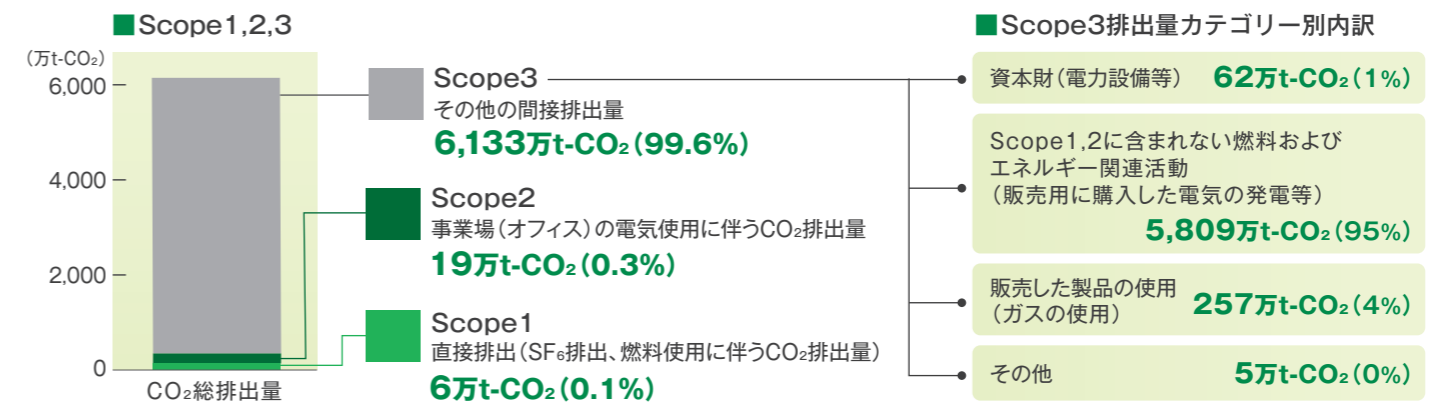 ■Scope1,2,3
(万t-CO₂)
6,000
4,000
2,000
0
CO₂総排出量
Scope3
その他の間接排出量
6,133万t-CO₂(99.6%)
Scope2
事業場(オフィス)の電気使用に伴うCO₂排出量
19万t-CO₂(0.3%)
Scope1
直接排出(SF₆排出、燃料使用に伴うCO₂排出量)
6万t-CO₂(0.1%)
■Scope3排出量カテゴリー別内訳
資本財(電力設備等) 62万t-CO₂(1%)
Scope1,2に含まれない燃料および
エネルギー関連活動
(販売用に購入した電気の発電等)
5,809万t-CO₂(95%)
販売した製品の使用
(ガスの使用) 257万t-CO₂(4%)
その他 5万t-CO₂(0%)